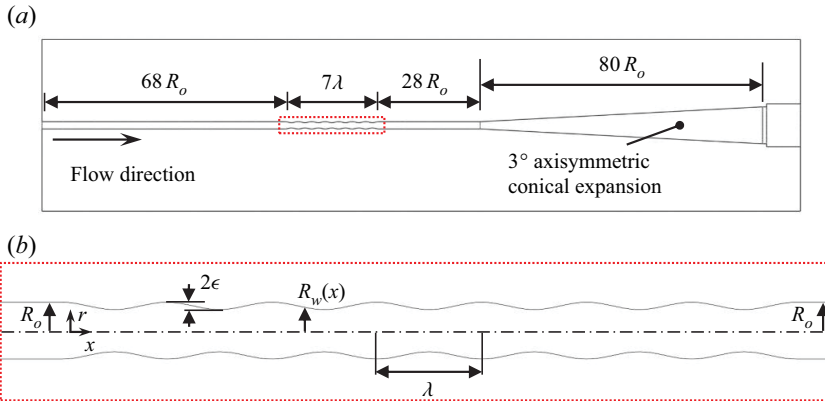 (a)
68 R_o
7λ
28 R_o
80 R_o
Flow direction
3° axisymmetric
conical expansion
(b)
2ϵ
R_w(x)
R_o
r
x
R_o
λ